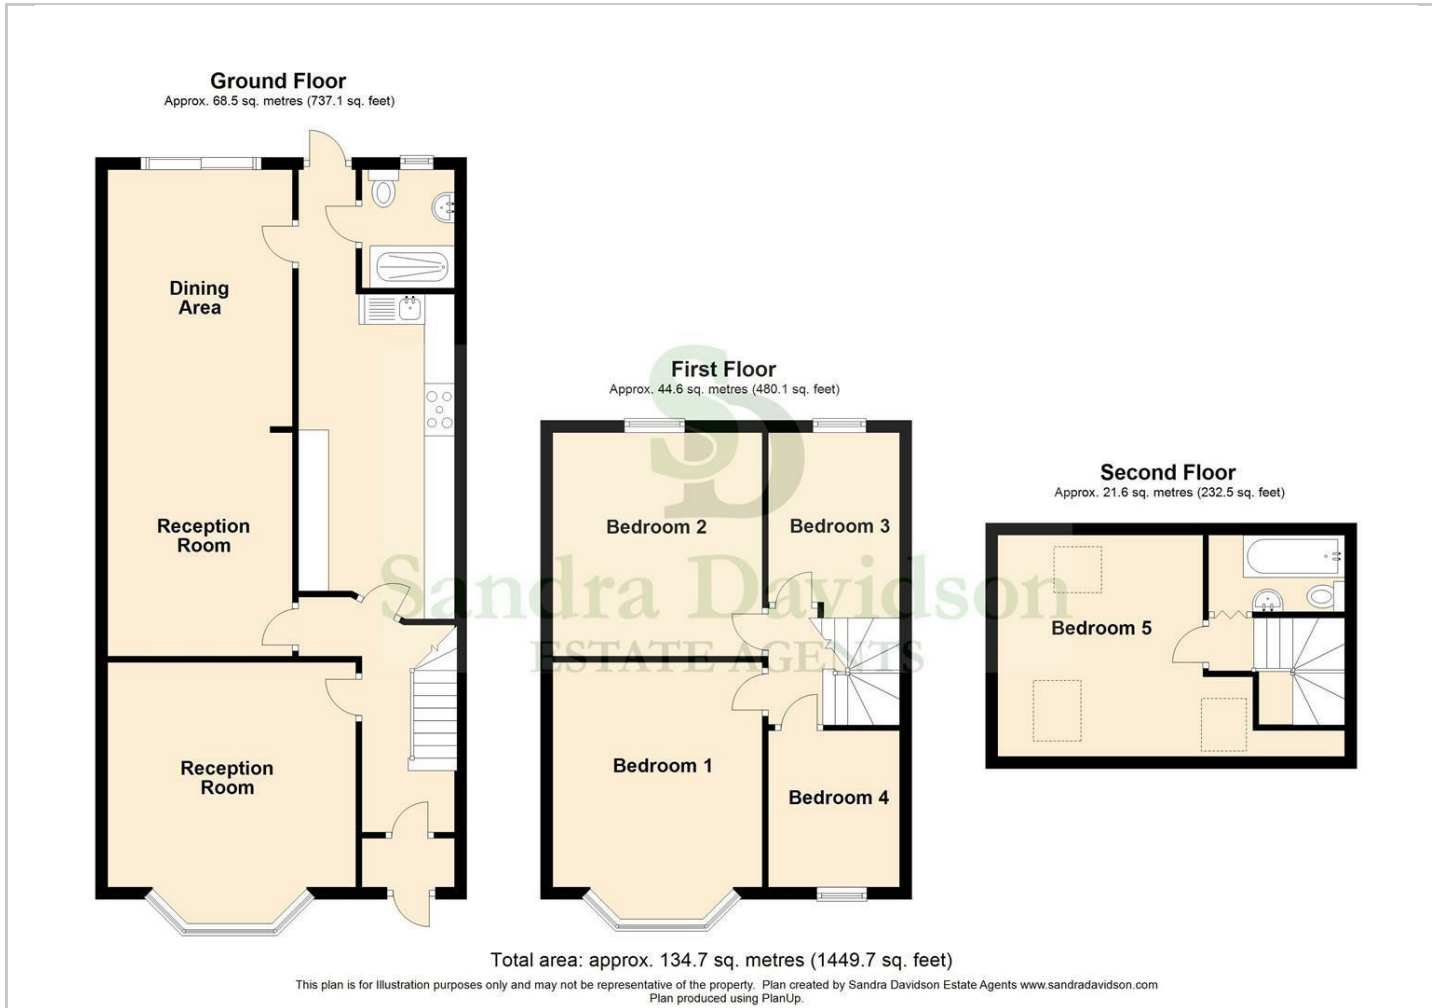 Ground Floor
Approx. 68.5 sq. metres (737.1 sq. feet)
Dining
Area
Reception
Room
Reception
Room
First Floor
Approx. 44.6 sq. metres (480.1 sq. feet)
Bedroom 2
Bedroom 3
Bedroom 1
Bedroom 4
Second Floor
Approx. 21.6 sq. metres (232.5 sq. feet)
Bedroom 5
SD
Sandra Davidson
ESTATE AGENTS
Total area: approx. 134.7 sq. metres (1449.7 sq. feet)
This plan is for Illustration purposes only and may not be representative of the property. Plan created by Sandra Davidson Estate Agents www.sandradavidson.com
Plan produced using PlanUp.